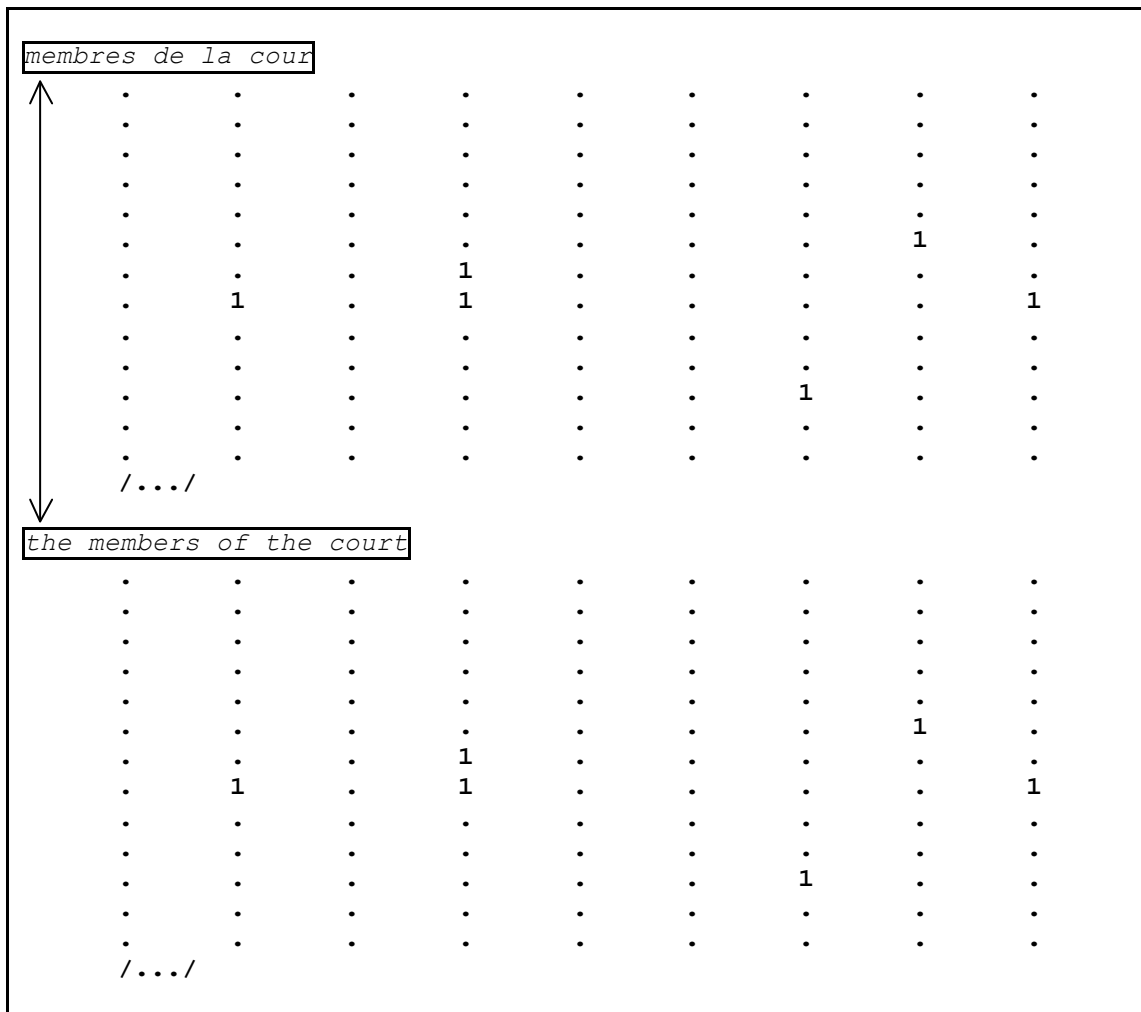 membres de la cour
. . . . . . . . .
. . . . . . . . .
. . . . . . . . .
. . . . . . . . .
. . . . . . . . .
. . . . . . . 1 .
. . . 1 . . . . .
. 1 . 1 . . . . 1
. . . . . . . . .
. . . . . . . . .
. . . . . . 1 . .
. . . . . . . . .
. . . . . . . . .
/.../
the members of the court
. . . . . . . . .
. . . . . . . . .
. . . . . . . . .
. . . . . . . . .
. . . . . . . . .
. . . . . . . 1 .
. . . 1 . . . . .
. 1 . 1 . . . . 1
. . . . . . . . .
. . . . . . . . .
. . . . . . 1 . .
. . . . . . . . .
. . . . . . . . .
/.../